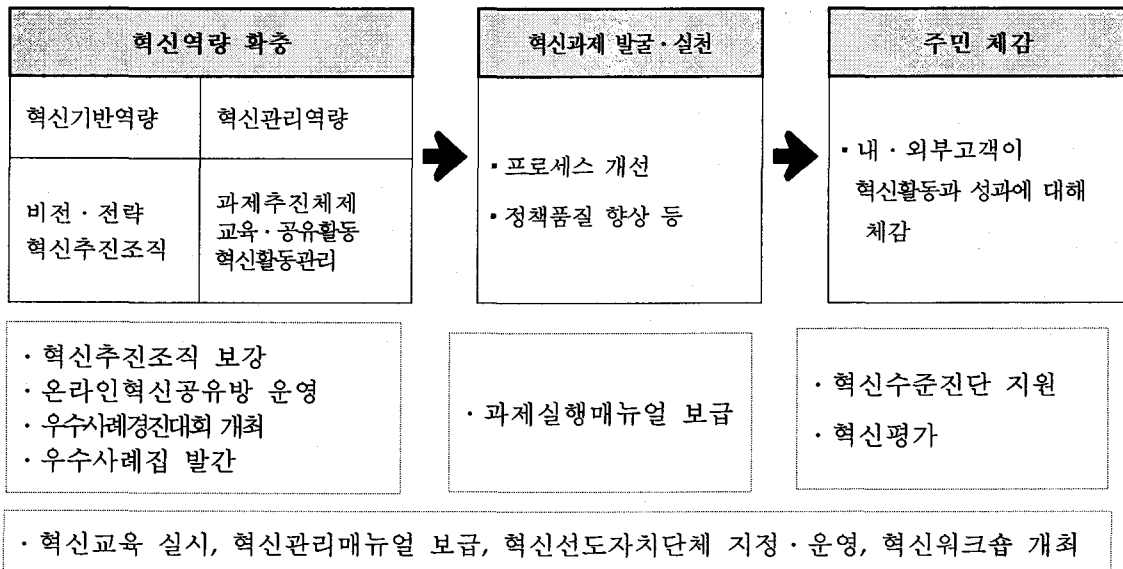 혁신역량 확충
혁신기반역량
혁신관리역량
비전 · 전략
혁신추진조직
과제추진체제
교육 · 공유활동
혁신활동관리
혁신과제 발굴 · 실천
▪ 프로세스 개선
▪ 정책품질 향상 등
주민 체감
▪ 내 · 외부고객이
혁신활동과 성과에 대해
체감
· 혁신추진조직 보강
· 온라인혁신공유방 운영
· 우수사례경진대회 개최
· 우수사례집 발간
· 과제실행매뉴얼 보급
· 혁신수준진단 지원
· 혁신평가
· 혁신교육 실시, 혁신관리매뉴얼 보급, 혁신선도자치단체 지정 · 운영, 혁신워크숍 개최